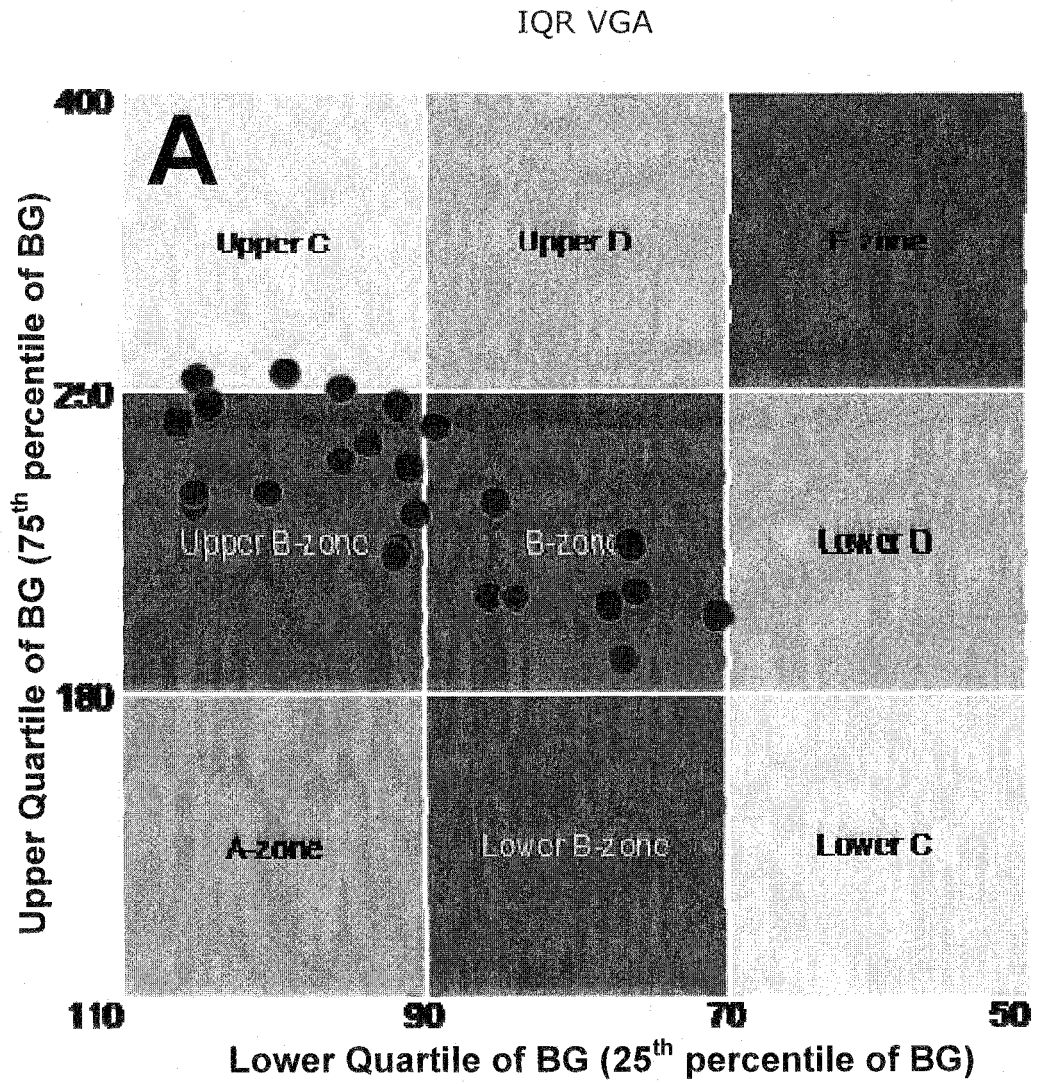 IQR VGA
400
A
Upper C
Upper D
E-zone
250
Upper B-zone
B-zone
Lower D
180
A-zone
Lower B-zone
Lower C
110
90
70
50
Upper Quartile of BG (75th percentile of BG)
Lower Quartile of BG (25th percentile of BG)